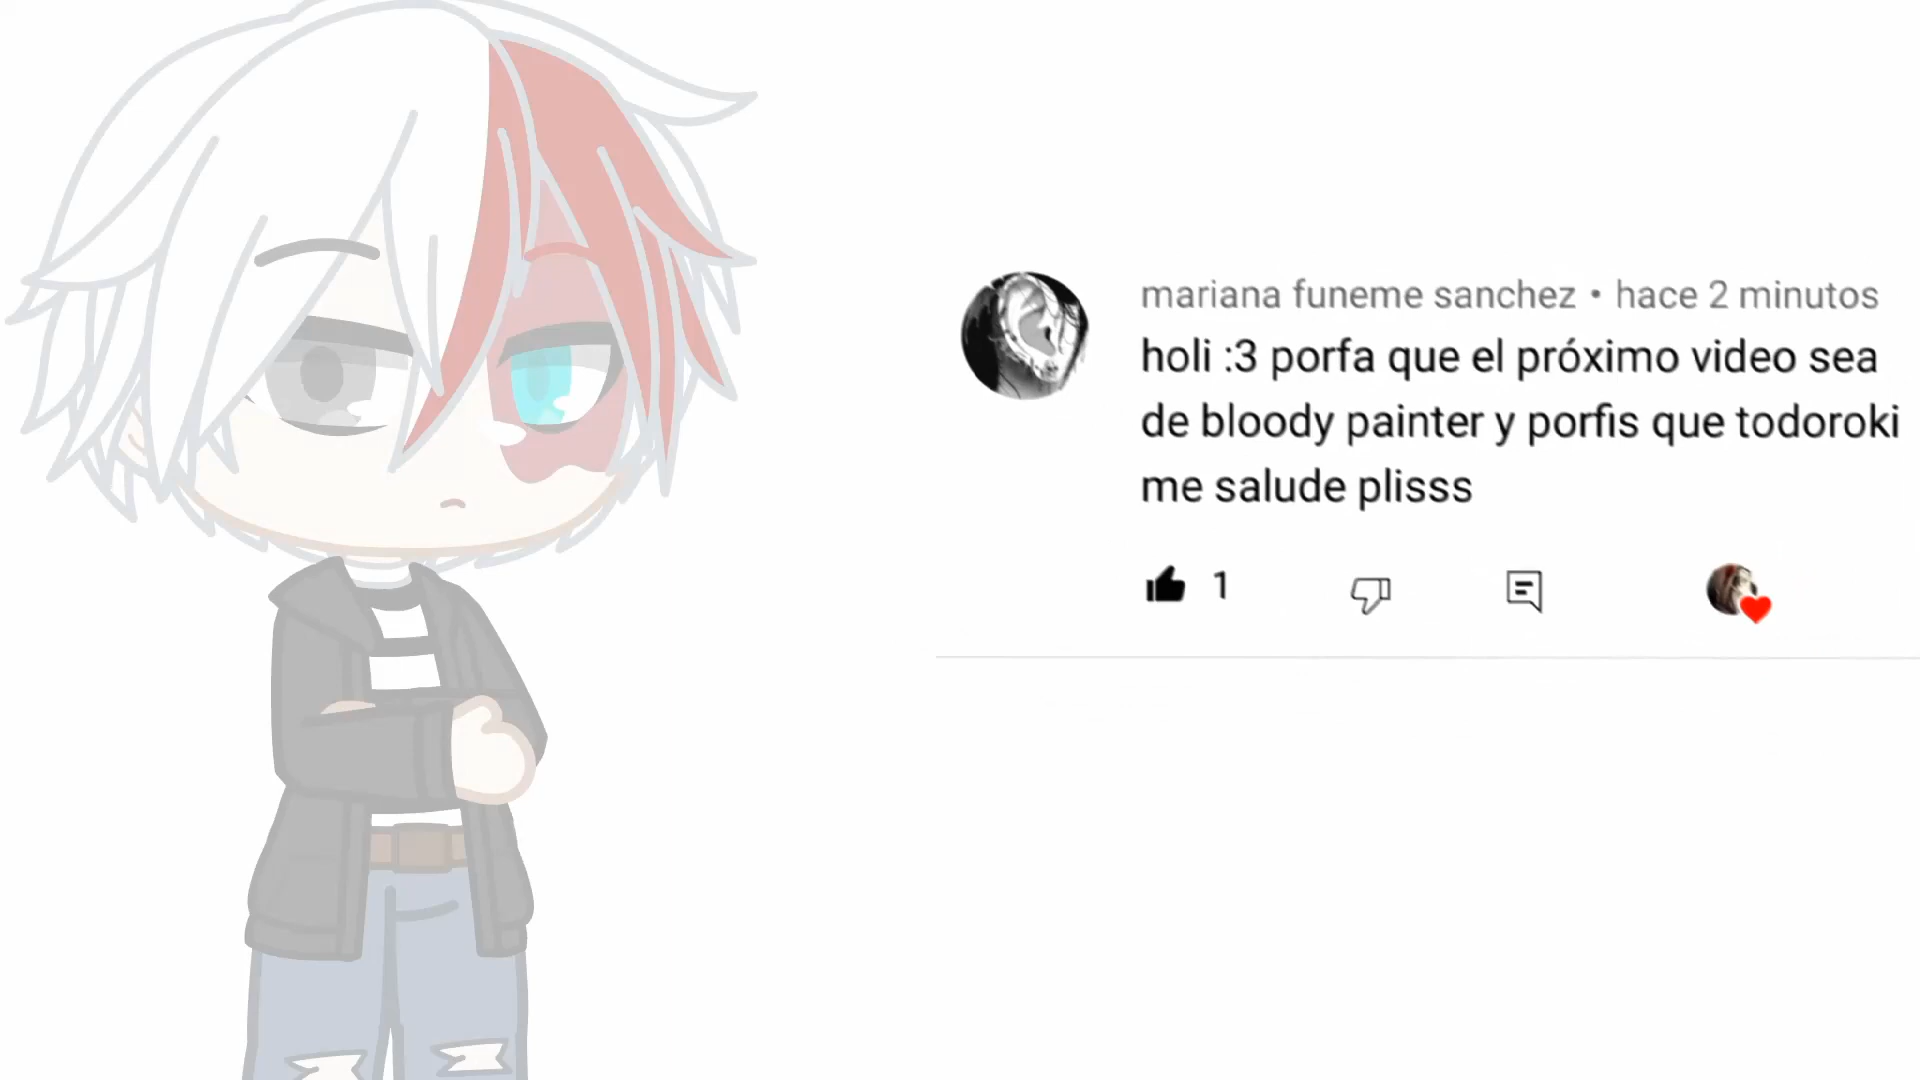 mariana funeme sanchez • hace 2 minutos
holi :3 porfa que el próximo video sea
de bloody painter y porfis que todoroki
me salude plisss
1